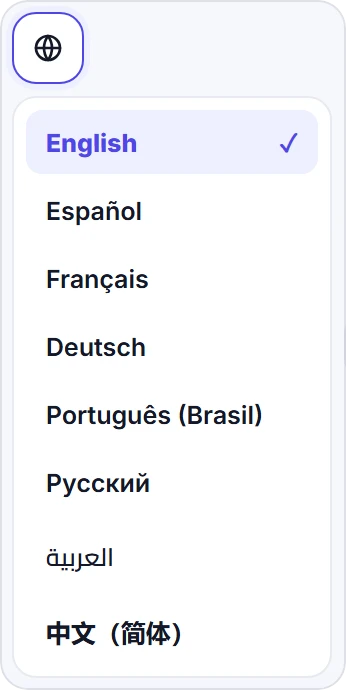 English ✓
Español
Français
Deutsch
Português (Brasil)
Русский
العربية
中文（简体）